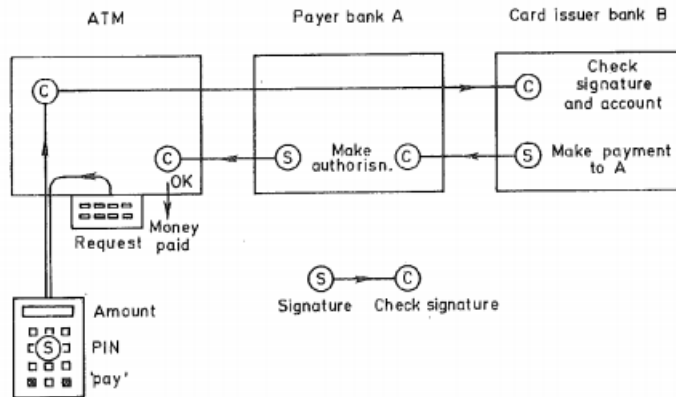 ATM
Payer bank A
Card issuer bank B
C
C
Check
signature
and account
C
OK
S
Make
authorisn.
C
S
Make payment
to A
Request
Money
paid
S
C
Signature
Check signature
Amount
S
PIN
'pay'